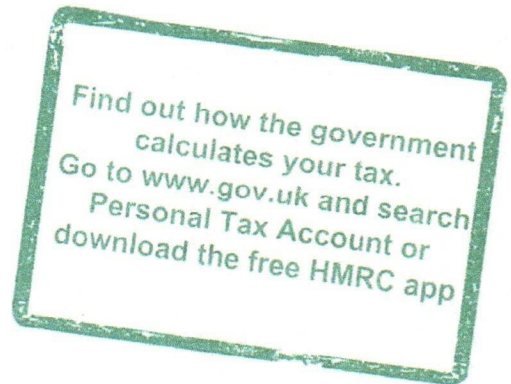 Find out how the government
calculates your tax.
Go to www.gov.uk and search
Personal Tax Account or
download the free HMRC app